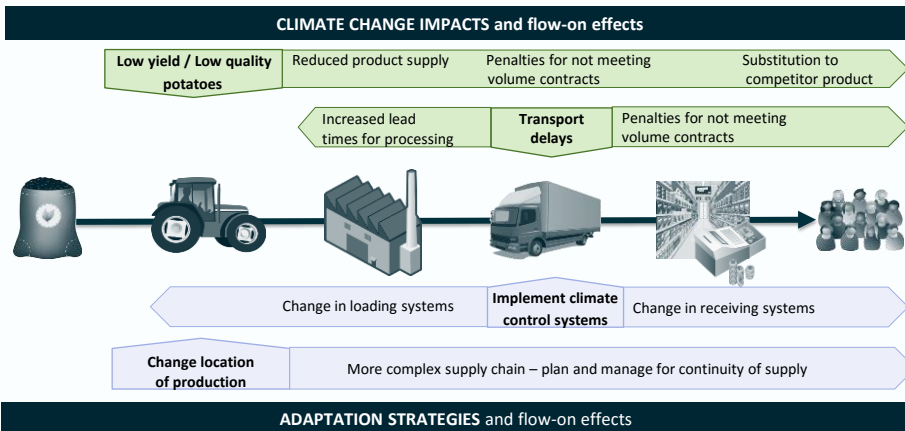 CLIMATE CHANGE IMPACTS and flow-on effects
Low yield / Low quality
potatoes
Reduced product supply
Penalties for not meeting
volume contracts
Substitution to
competitor product
Increased lead
times for processing
Transport
delays
Penalties for not meeting
volume contracts
Change in loading systems
Implement climate
control systems
Change in receiving systems
Change location
of production
More complex supply chain – plan and manage for continuity of supply
ADAPTATION STRATEGIES and flow-on effects